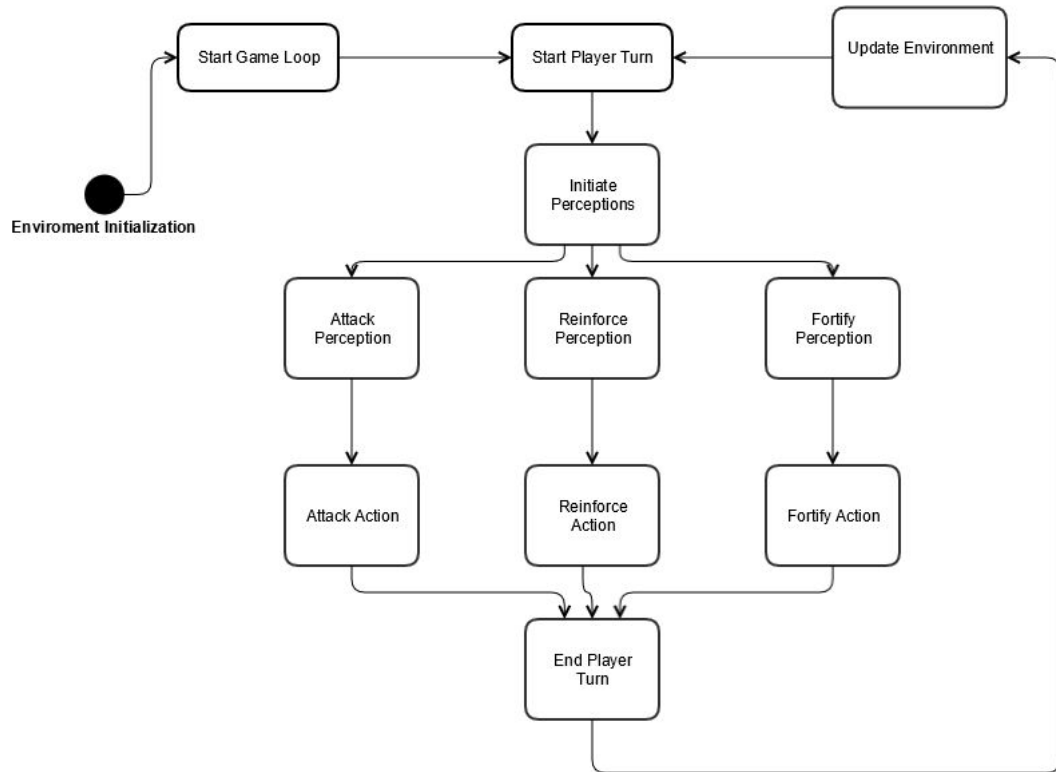 Start Game Loop
Start Player Turn
Update Environment
Enviroment Initialization
Initiate
Perceptions
Attack
Perception
Reinforce
Perception
Fortify
Perception
Attack Action
Reinforce
Action
Fortify Action
End Player
Turn